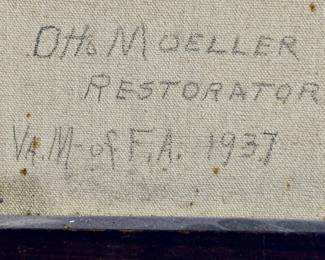 Otto Moeller
RESTORATOR
VA. M- of F.A. 1937